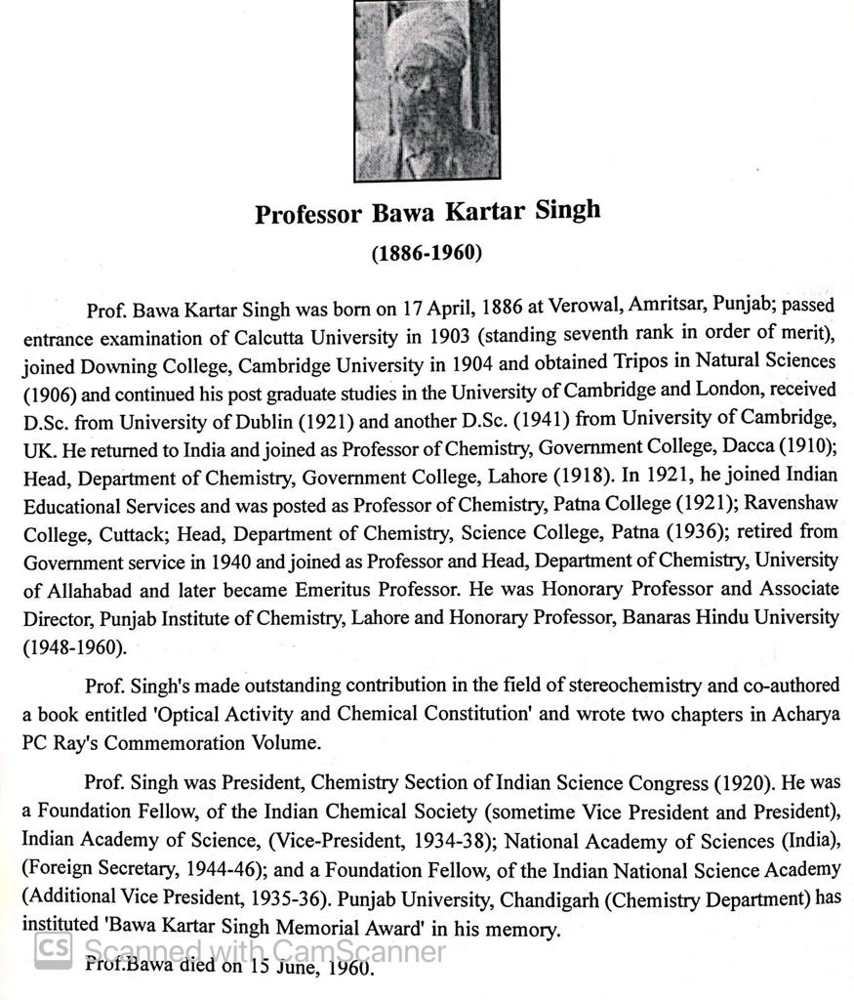 Professor Bawa Kartar Singh
(1886-1960)
Prof. Bawa Kartar Singh was born on 17 April, 1886 at Verowal, Amritsar, Punjab; passed
entrance examination of Calcutta University in 1903 (standing seventh rank in order of merit),
joined Downing College, Cambridge University in 1904 and obtained Tripos in Natural Sciences
(1906) and continued his post graduate studies in the University of Cambridge and London, received
D.Sc. from University of Dublin (1921) and another D.Sc. (1941) from University of Cambridge,
UK. He returned to India and joined as Professor of Chemistry, Government College, Dacca (1910);
Head, Department of Chemistry, Government College, Lahore (1918). In 1921, he joined Indian
Educational Services and was posted as Professor of Chemistry, Patna College (1921); Ravenshaw
College, Cuttack; Head, Department of Chemistry, Science College, Patna (1936); retired from
Government service in 1940 and joined as Professor and Head, Department of Chemistry, University
of Allahabad and later became Emeritus Professor. He was Honorary Professor and Associate
Director, Punjab Institute of Chemistry, Lahore and Honorary Professor, Banaras Hindu University
(1948-1960).
Prof. Singh's made outstanding contribution in the field of stereochemistry and co-authored
a book entitled 'Optical Activity and Chemical Constitution' and wrote two chapters in Acharya
PC Ray's Commemoration Volume.
Prof. Singh was President, Chemistry Section of Indian Science Congress (1920). He was
a Foundation Fellow, of the Indian Chemical Society (sometime Vice President and President),
Indian Academy of Science, (Vice-President, 1934-38); National Academy of Sciences (India),
(Foreign Secretary, 1944-46); and a Foundation Fellow, of the Indian National Science Academy
(Additional Vice President, 1935-36). Punjab University, Chandigarh (Chemistry Department) has
instituted 'Bawa Kartar Singh Memorial Award' in his memory.
CS Scanned with CamScanner
Prof.Bawa died on 15 June, 1960.